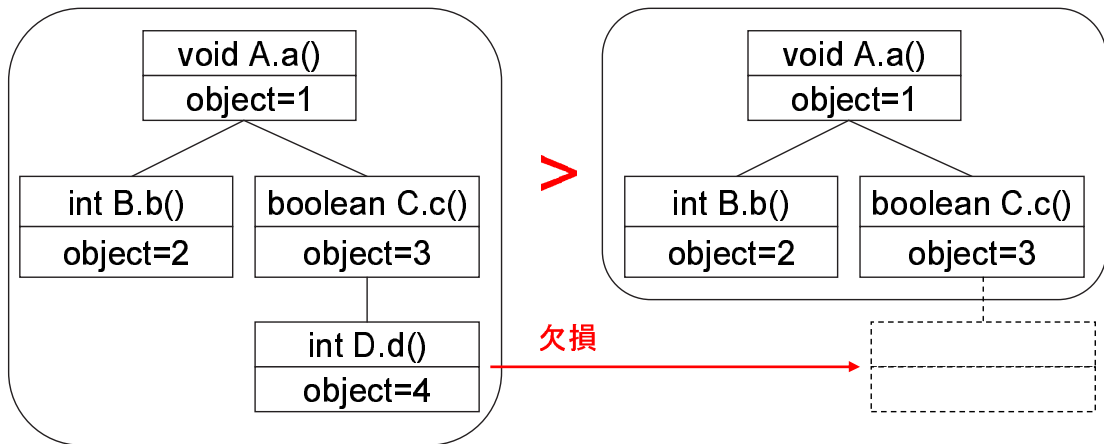 void A.a()
object=1
int B.b()
object=2
boolean C.c()
object=3
int D.d()
object=4
>
欠損
void A.a()
object=1
int B.b()
object=2
boolean C.c()
object=3